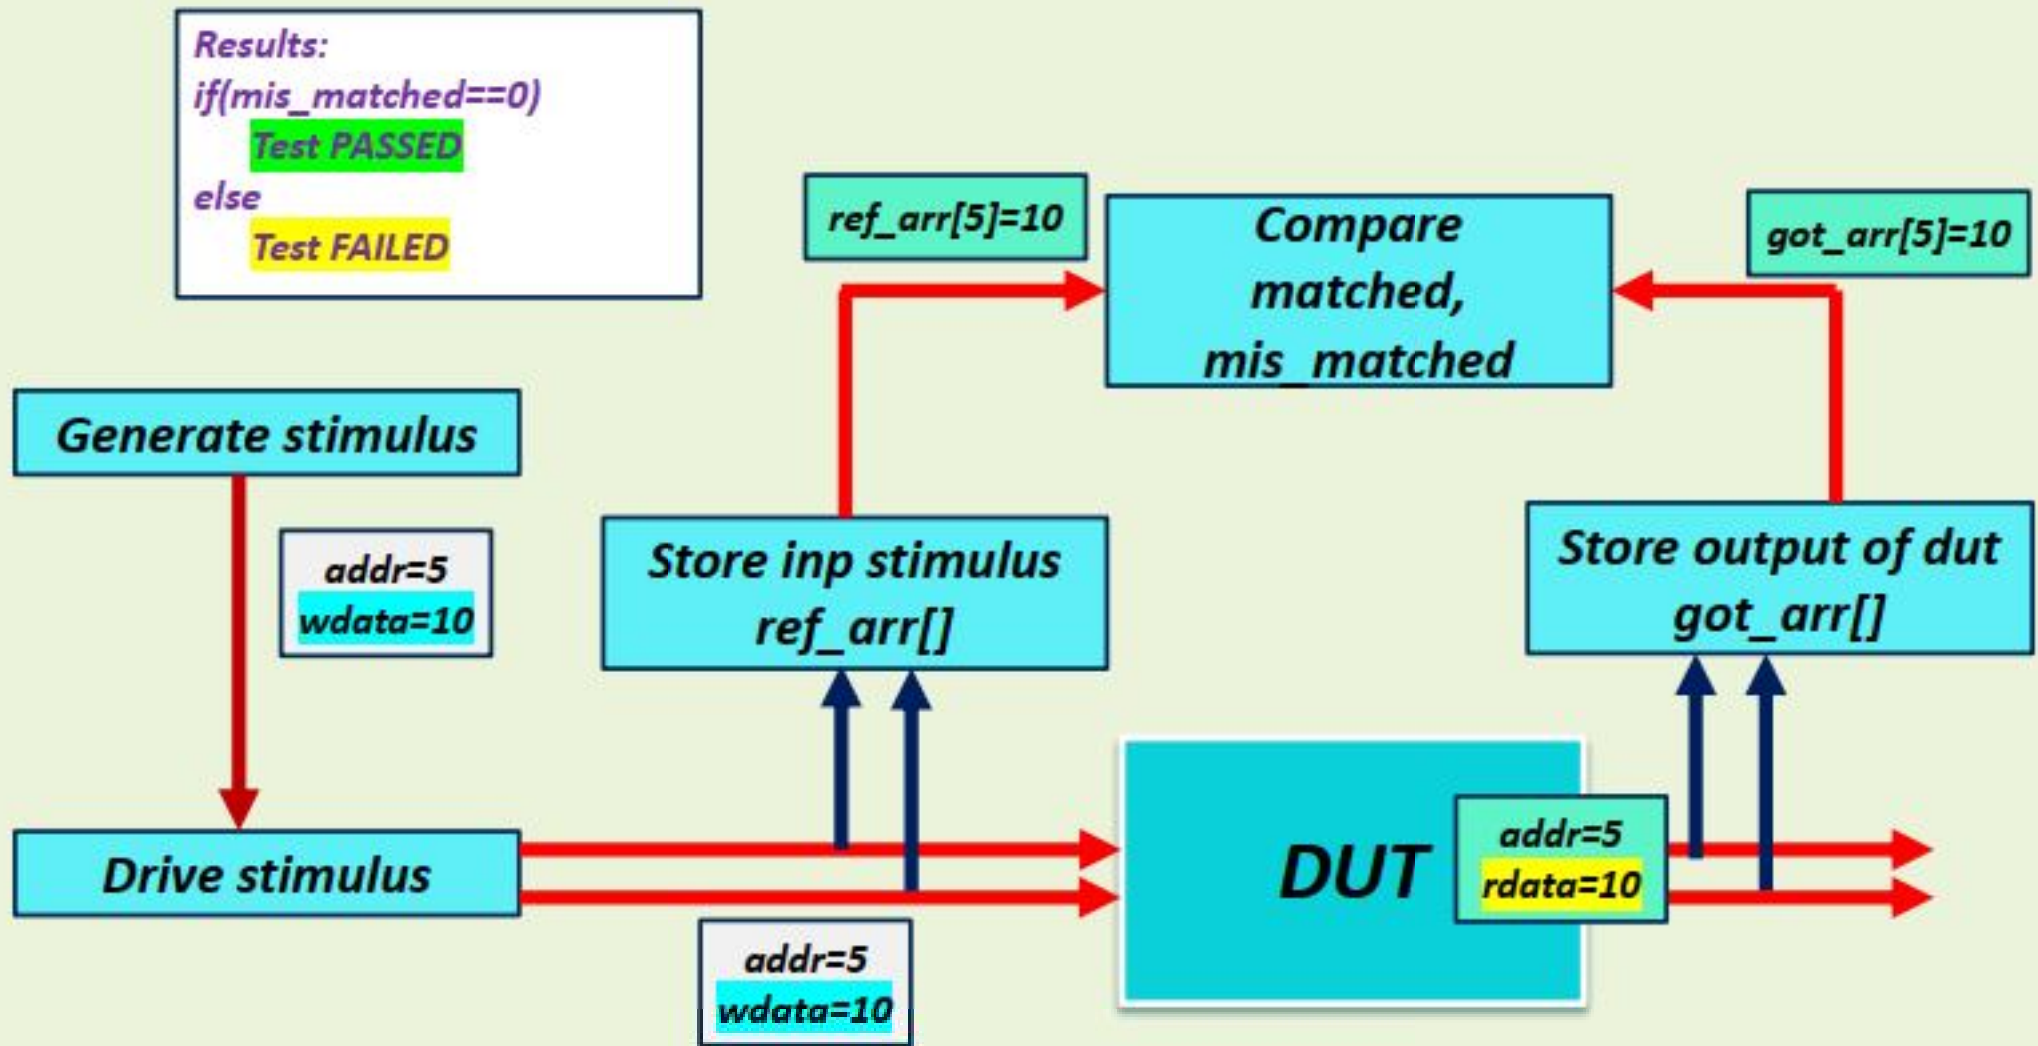 Results:
if(mis_matched==0)
Test PASSED
else
Test FAILED
ref_arr[5]=10
Compare
matched,
mis_matched
got_arr[5]=10
Generate stimulus
addr=5
wdata=10
Store inp stimulus
ref_arr[]
Store output of dut
got_arr[]
Drive stimulus
DUT
addr=5
rdata=10
addr=5
wdata=10